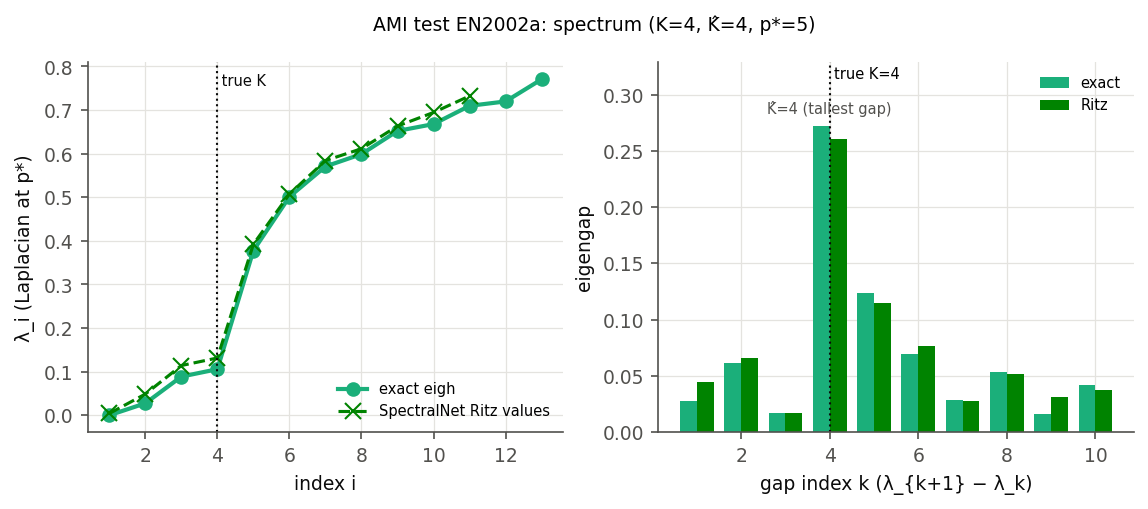 AMI test EN2002a: spectrum (K=4, K̂=4, p*=5)
0.8
0.7
0.6
0.5
0.4
0.3
0.2
0.1
0.0
λ_i (Laplacian at p*)
true K
exact eigh
SpectralNet Ritz values
2 4 6 8 10 12
index i
0.30
0.25
0.20
0.15
0.10
0.05
0.00
eigengap
true K=4
K̂=4 (tallest gap)
exact
Ritz
2 4 6 8 10
gap index k (λ_{k+1} − λ_k)